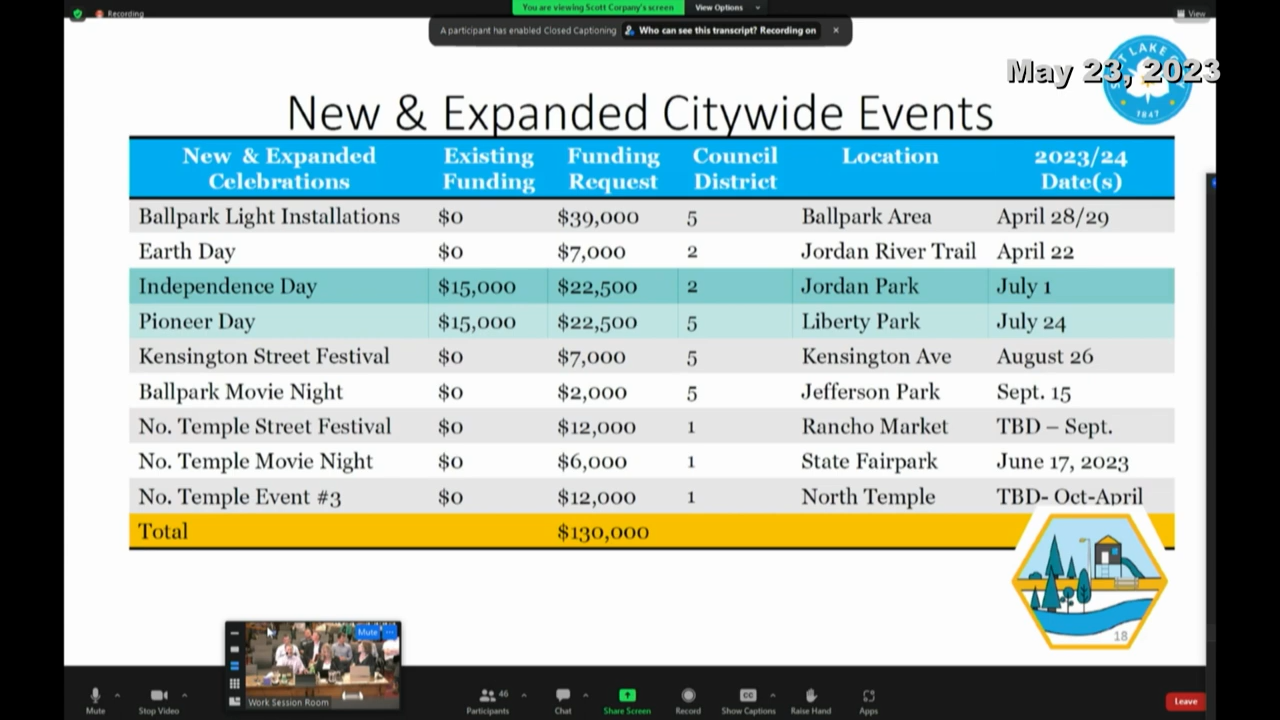 Recording
You are viewing Scott Corpany's screen
View Options
View
A participant has enabled Closed Captioning
Who can see this transcript? Recording on
May 23, 2023
LAKE
1847
New & Expanded Citywide Events
New & Expanded Celebrations Existing Funding Funding Request Council District Location 2023/24 Date(s)
Ballpark Light Installations $0 $39,000 5 Ballpark Area April 28/29
Earth Day $0 $7,000 2 Jordan River Trail April 22
Independence Day $15,000 $22,500 2 Jordan Park July 1
Pioneer Day $15,000 $22,500 5 Liberty Park July 24
Kensington Street Festival $0 $7,000 5 Kensington Ave August 26
Ballpark Movie Night $0 $2,000 5 Jefferson Park Sept. 15
No. Temple Street Festival $0 $12,000 1 Rancho Market TBD – Sept.
No. Temple Movie Night $0 $6,000 1 State Fairpark June 17, 2023
No. Temple Event #3 $0 $12,000 1 North Temple TBD- Oct-April
Total $130,000
18
Mute
Work Session Room
Mute
Stop Video
46
Participants
Chat
Share Screen
Record
CC
Show Captions
Raise Hand
Apps
Leave